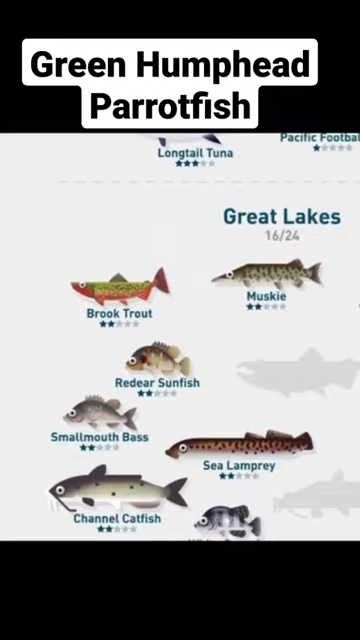 Green Humphead
Parrotfish
Pacific Footbal
Longtail Tuna
Great Lakes
16/24
Muskie
Brook Trout
Redear Sunfish
Smallmouth Bass
Sea Lamprey
Channel Catfish